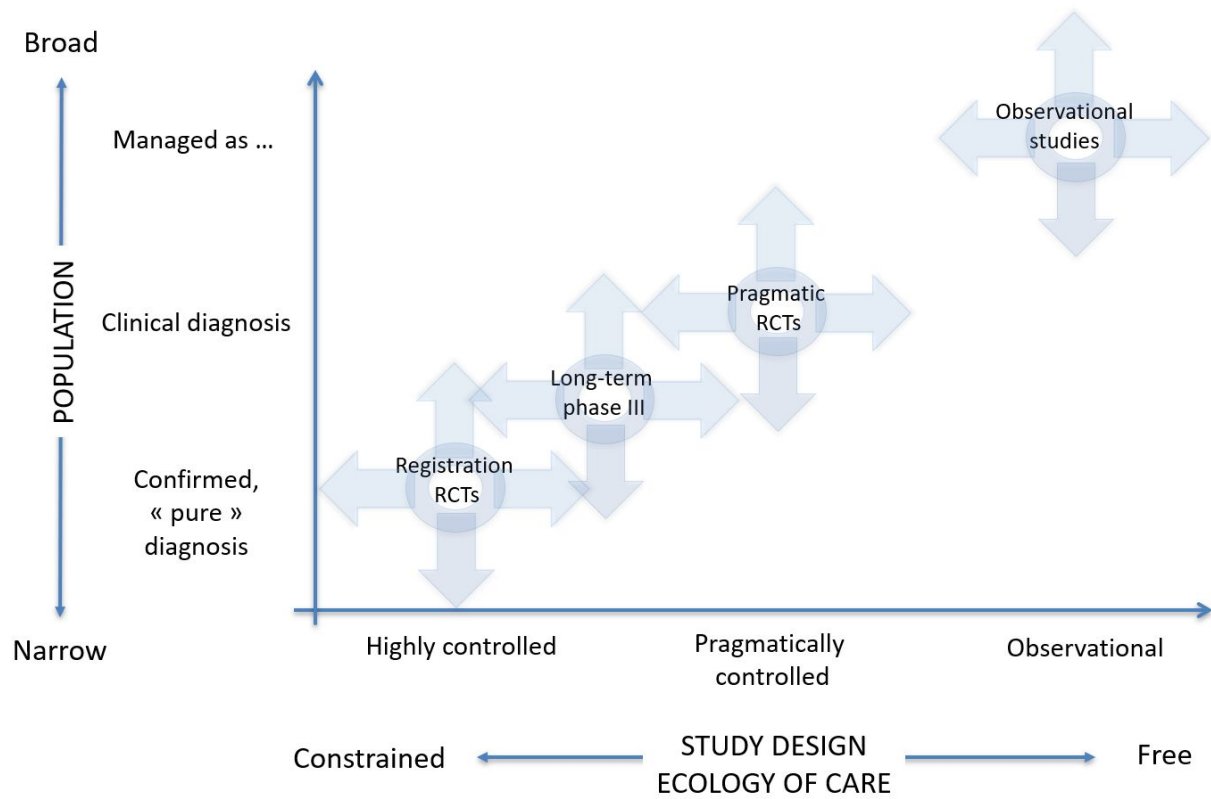 Broad
Managed as ...
Observational
studies
POPULATION
Clinical diagnosis
Pragmatic
RCTs
Long-term
phase III
Registration
RCTs
Confirmed,
« pure »
diagnosis
Narrow
Highly controlled
Pragmatically
controlled
Observational
Constrained
STUDY DESIGN
ECOLOGY OF CARE
Free